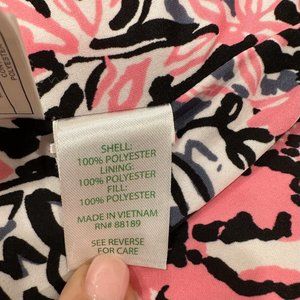 SHELL:
100% POLYESTER
LINING:
100% POLYESTER
FILL:
100% POLYESTER
MADE IN VIETNAM
RN# 88189
SEE REVERSE
FOR CARE